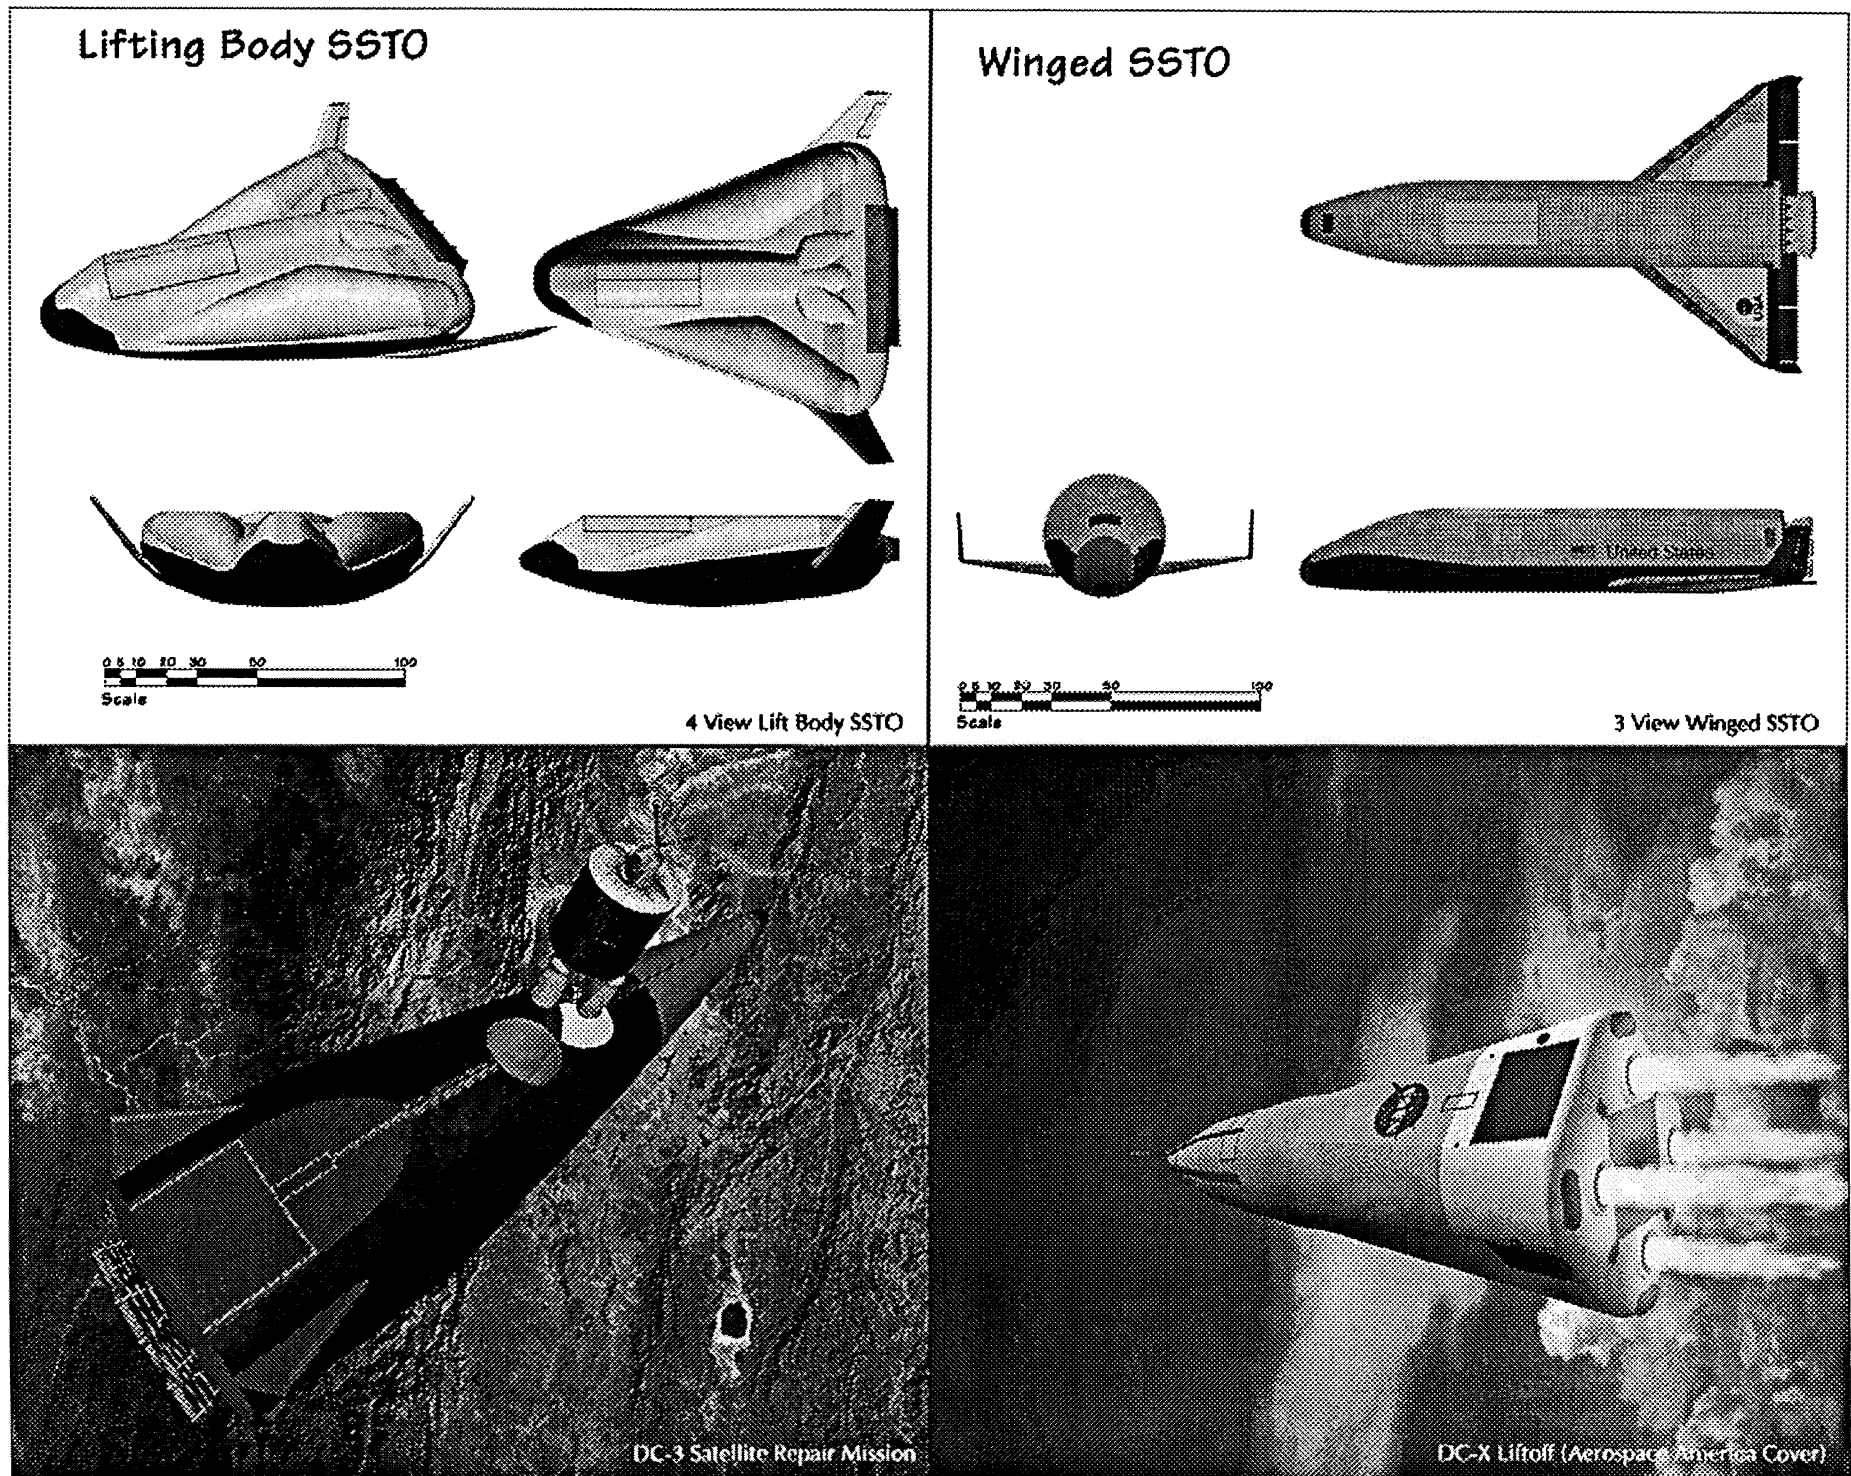 Lifting Body SSTO
0 5 10 20 30 50 100
Scale
4 View Lift Body SSTO
Winged SSTO
United States
0 5 10 20 30 50 100
Scale
3 View Winged SSTO
DC-3 Satellite Repair Mission
NASA
DC-X Liftoff (Aerospace America Cover)